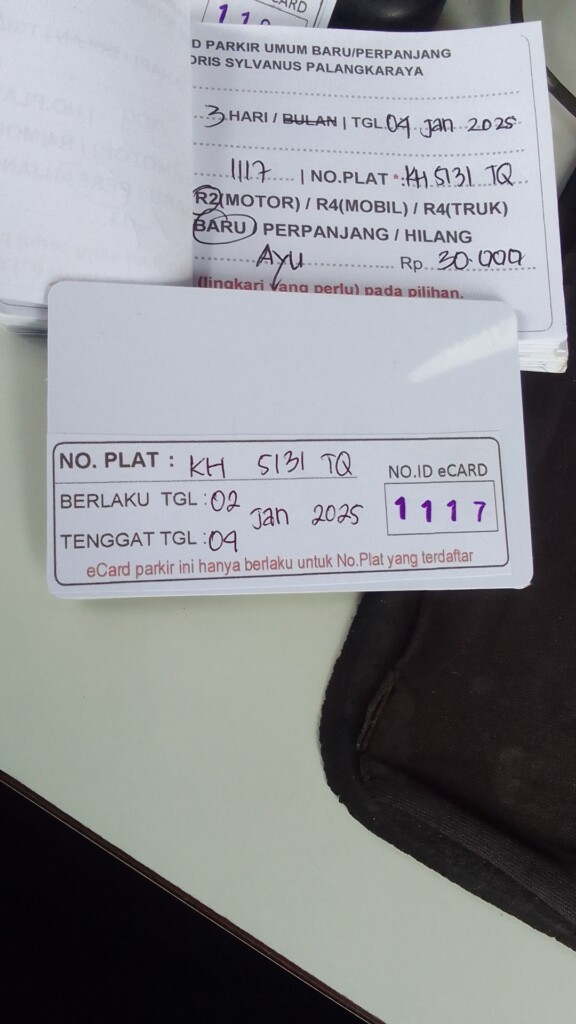 ARD
1 1
D PARKIR UMUM BARU/PERPANJANG
ORIS SYLVANUS PALANGKARAYA
3 HARI / BULAN | TGL 04 Jan 2025
1117 | NO.PLAT : KH 5131 TQ
R2(MOTOR) / R4(MOBIL) / R4(TRUK)
BARU / PERPANJANG / HILANG
AYU Rp 30.000
(lingkari yang perlu) pada pilihan.
NO. PLAT : KH 5131 TQ
NO.ID eCARD
BERLAKU TGL : 02 Jan 2025
1117
TENGGAT TGL : 04
eCard parkir ini hanya berlaku untuk No.Plat yang terdaftar